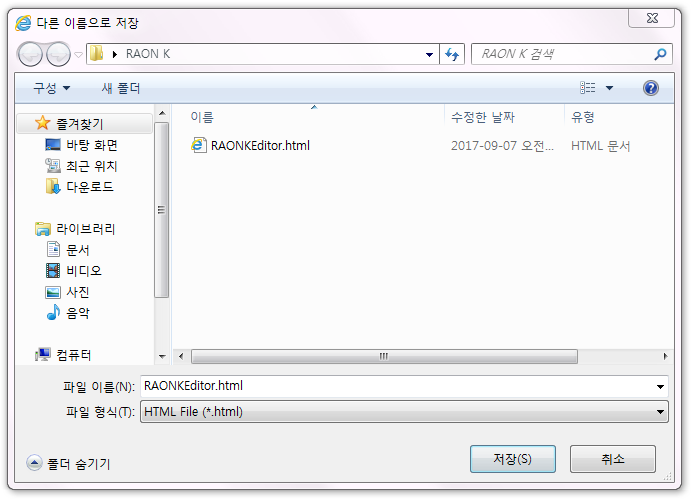 다른 이름으로 저장
RAON K
RAON K 검색
구성
새 폴더
즐겨찾기
바탕 화면
최근 위치
다운로드
라이브러리
문서
비디오
사진
음악
컴퓨터
이름 수정한 날짜 유형
RAONKEditor.html 2017-09-07 오전... HTML 문서
파일 이름(N): RAONKEditor.html
파일 형식(T): HTML File (*.html)
폴더 숨기기
저장(S)
취소